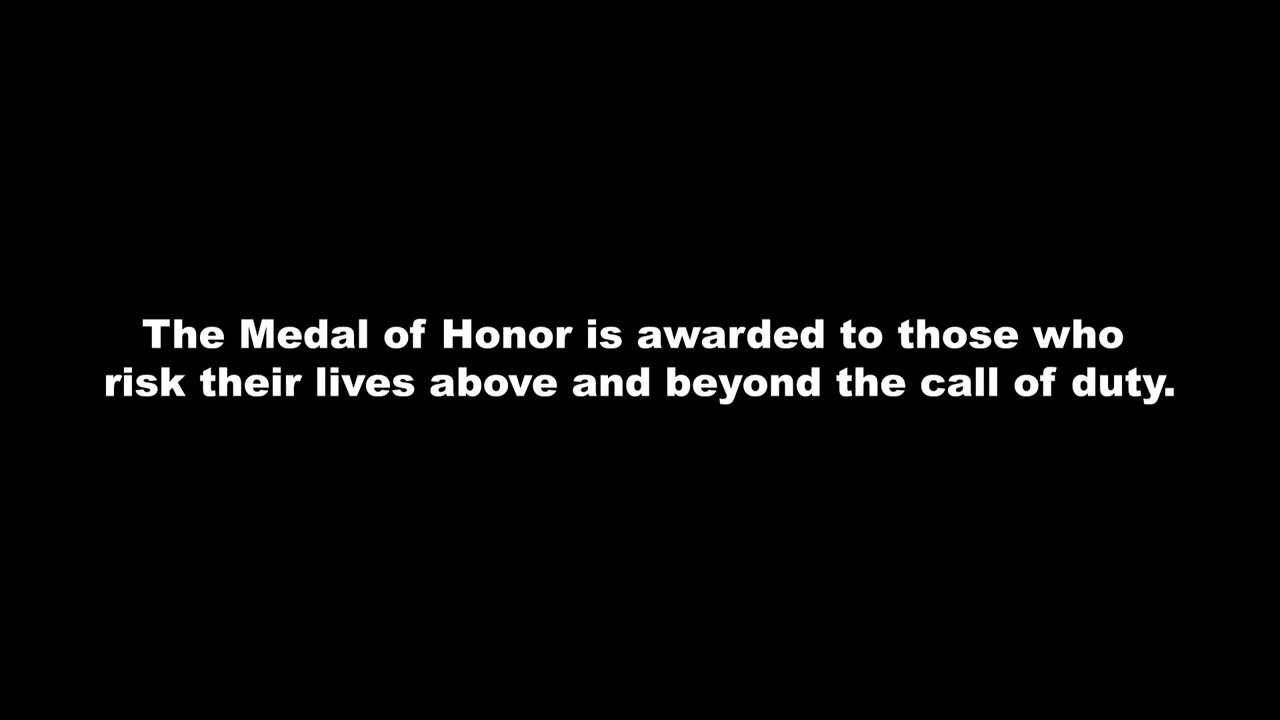 The Medal of Honor is awarded to those who
risk their lives above and beyond the call of duty.